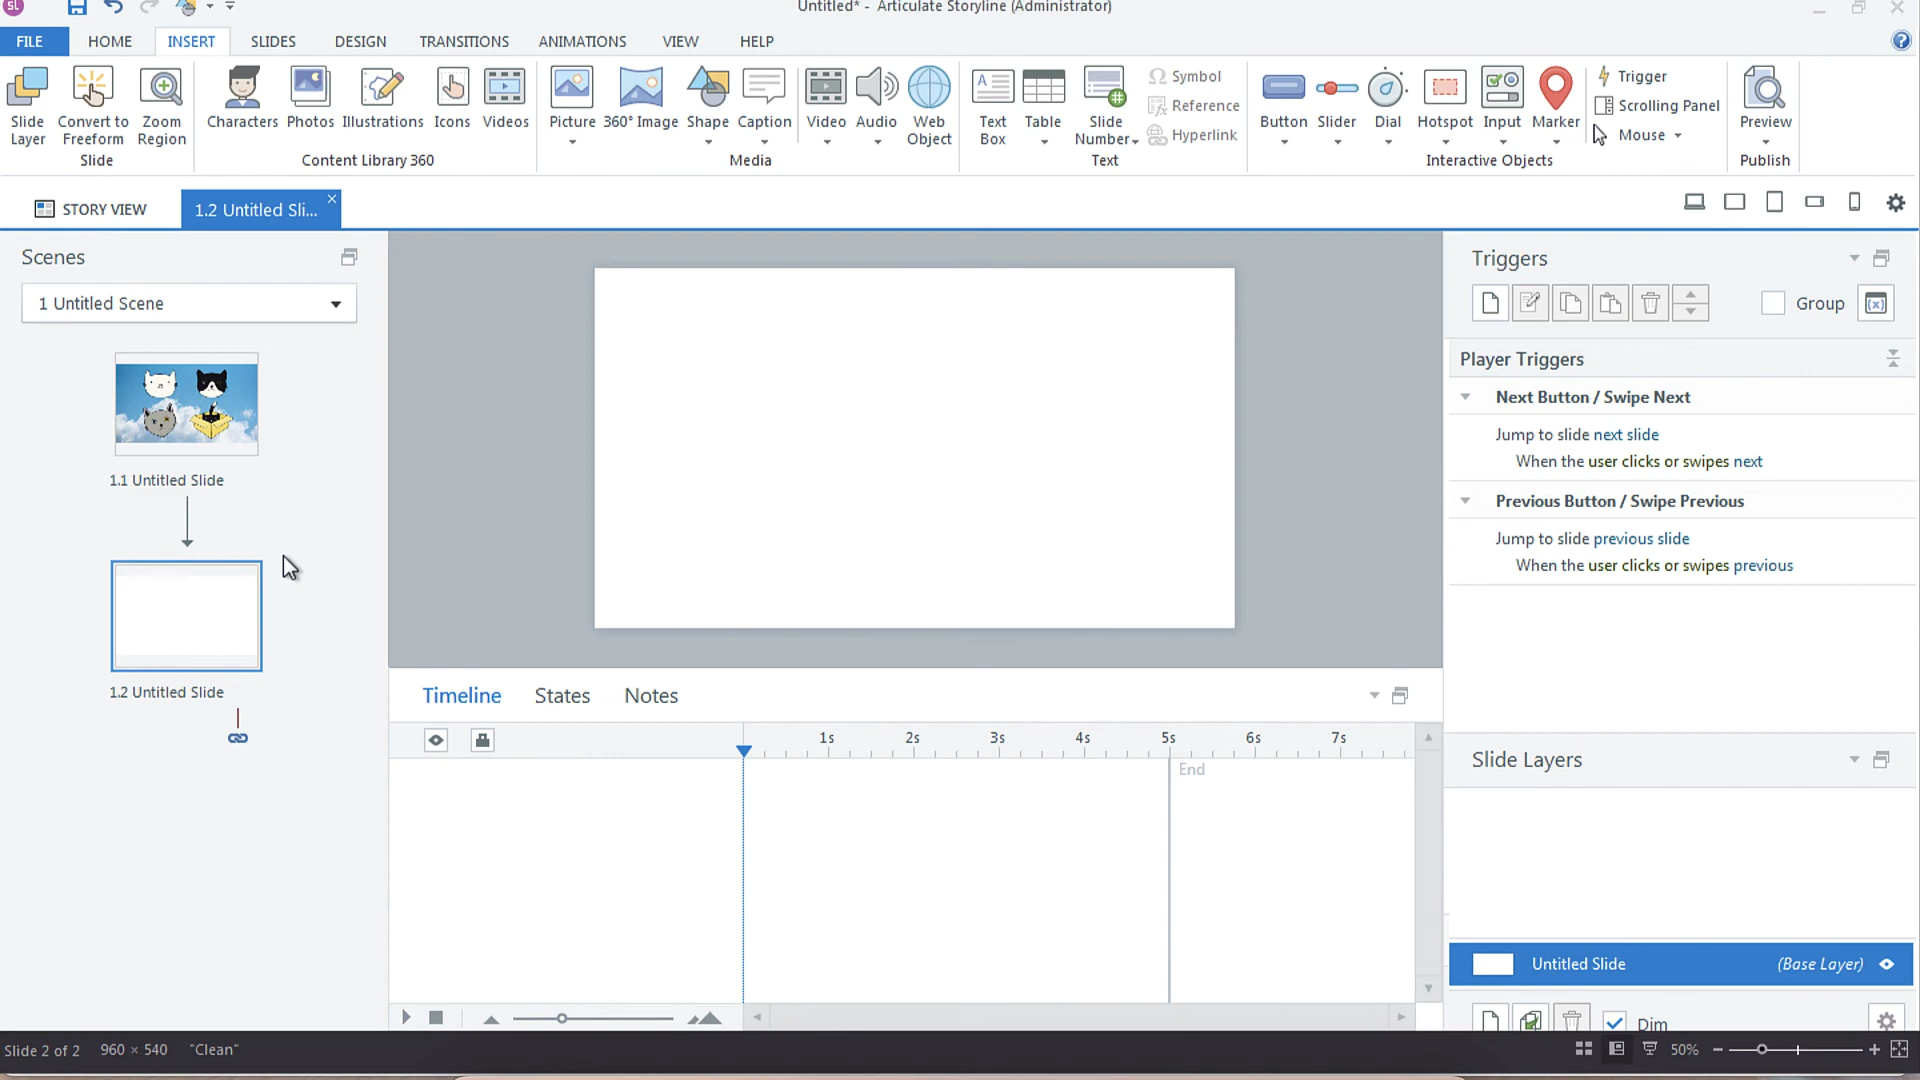 sl
Untitled* - Articulate Storyline (Administrator)
FILE HOME INSERT SLIDES DESIGN TRANSITIONS ANIMATIONS VIEW HELP
?
Slide Layer
Convert to Freeform
Zoom Region
Slide
Characters
Photos
Illustrations
Icons
Videos
Content Library 360
Picture
360° Image
Shape
Caption
Video
Audio
Web Object
Media
A
Text Box
Table
Slide Number
Ω Symbol
Reference
Hyperlink
Text
Button
Slider
Dial
Hotspot
Input
Marker
Trigger
Scrolling Panel
Mouse
Interactive Objects
Preview
Publish
STORY VIEW
1.2 Untitled Sli...
Scenes
1 Untitled Scene
1.1 Untitled Slide
1.2 Untitled Slide
Timeline States Notes
1s 2s 3s 4s 5s 6s 7s
End
Triggers
Group
(x)
Player Triggers
Next Button / Swipe Next
Jump to slide next slide
When the user clicks or swipes next
Previous Button / Swipe Previous
Jump to slide previous slide
When the user clicks or swipes previous
Slide Layers
Untitled Slide (Base Layer)
Dim
Slide 2 of 2 960 × 540 "Clean"
50%